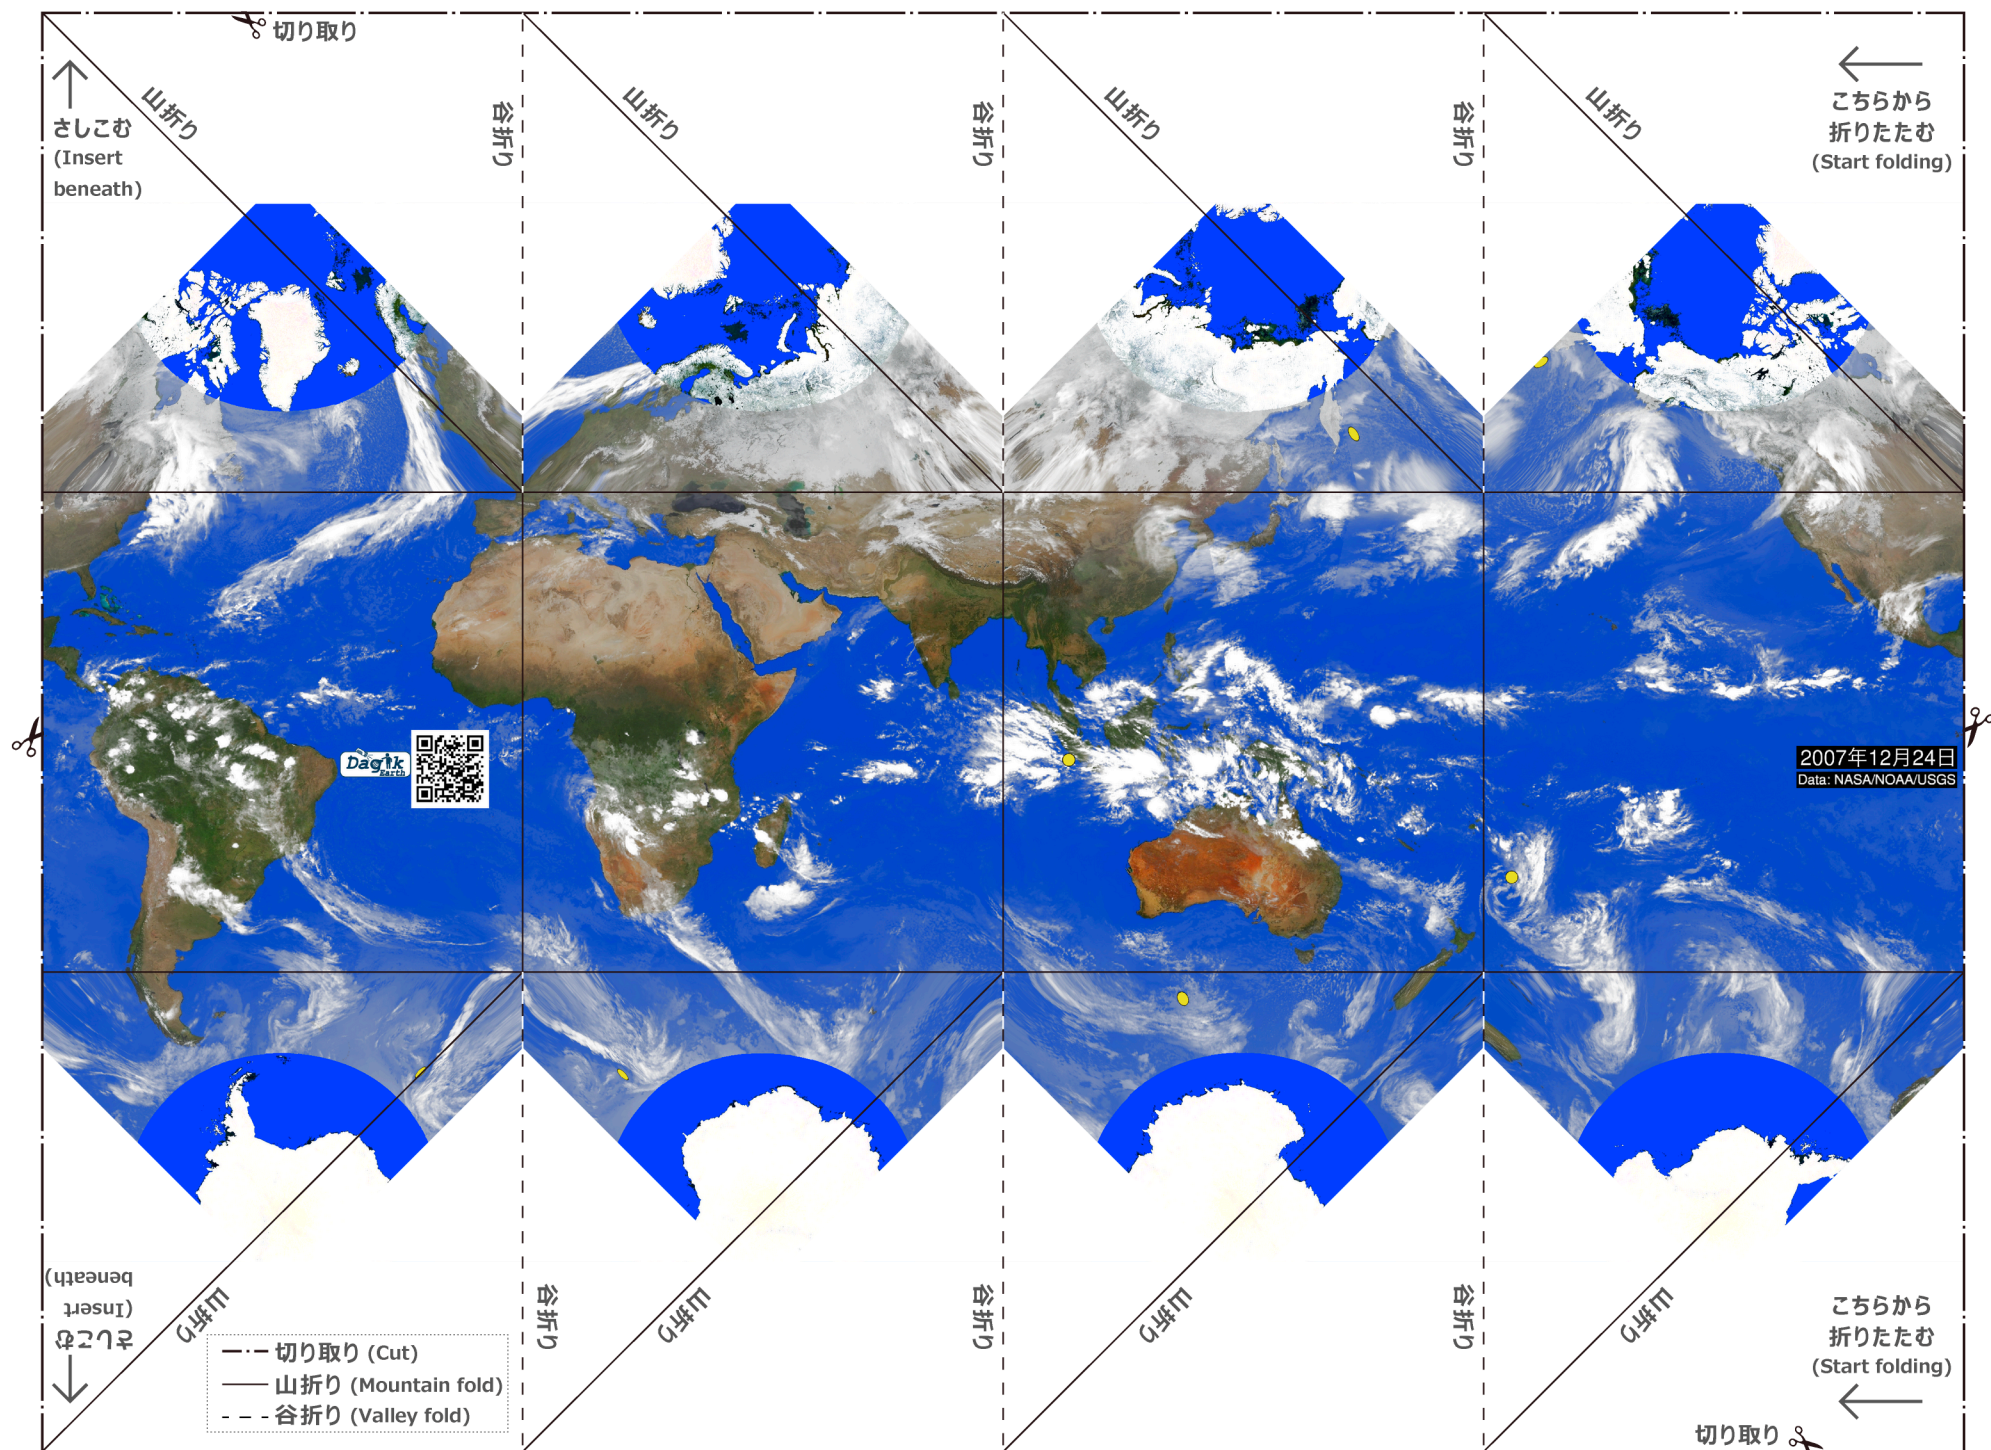 切り取り
山折り
山折り
山折り
山折り
谷折り
谷折り
谷折り
さしこむ
(Insert
beneath)
こちらから
折りたたむ
(Start folding)
Dagik
Earth
2007年12月24日
Data: NASA/NOAA/USGS
さしこむ
(Insert
beneath)
山折り
山折り
山折り
山折り
谷折り
谷折り
谷折り
こちらから
折りたたむ
(Start folding)
切り取り (Cut)
山折り (Mountain fold)
谷折り (Valley fold)
切り取り